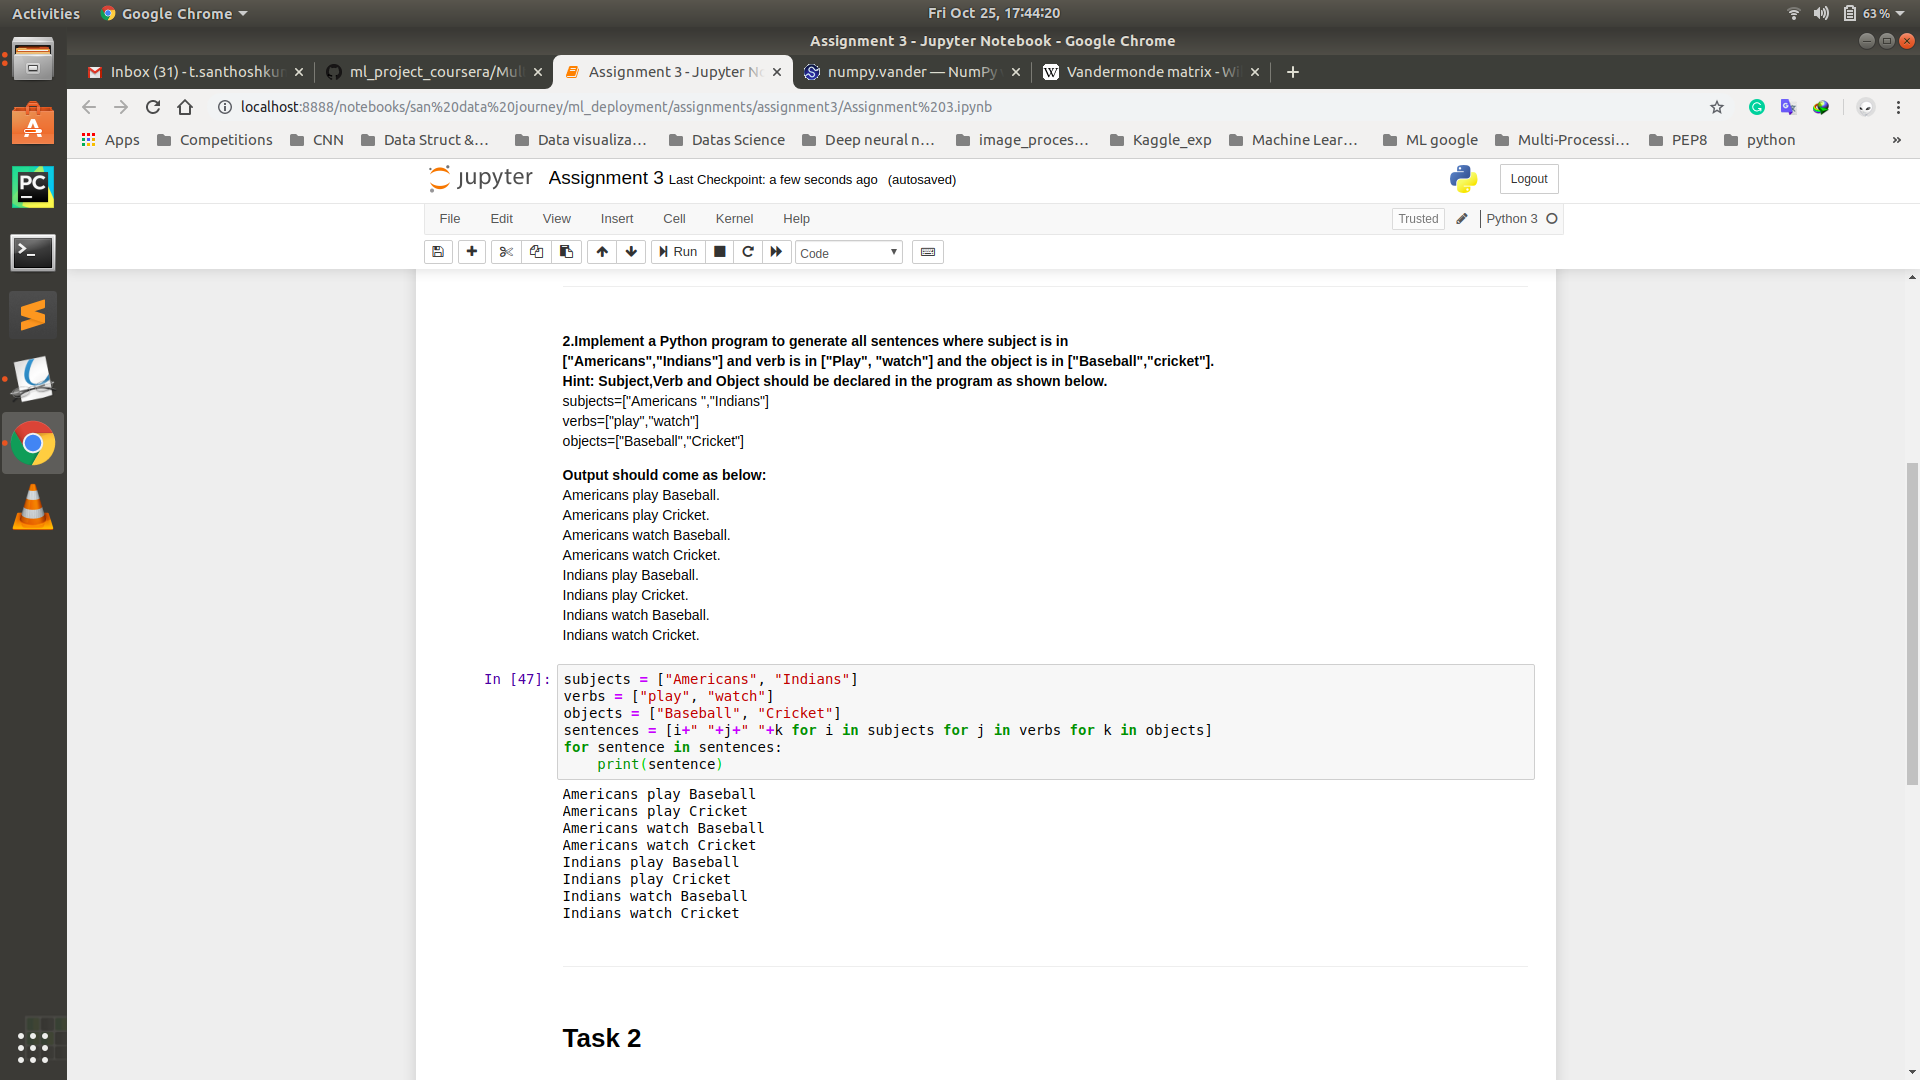 Activities Google Chrome Fri Oct 25, 17:44:20 63 %
Assignment 3 - Jupyter Notebook - Google Chrome
Inbox (31) - t.santhoshkur ml_project_coursera/Mul Assignment 3 - Jupyter No numpy.vander — NumPy Vandermonde matrix - Wi
localhost:8888/notebooks/san%20data%20journey/ml_deployment/assignments/assignment3/Assignment%203.ipynb
Apps Competitions CNN Data Struct &... Data visualiza... Datas Science Deep neural n... image_proces... Kaggle_exp Machine Lear... ML google Multi-Processi... PEP8 python »
jupyter Assignment 3 Last Checkpoint: a few seconds ago (autosaved) Logout
File Edit View Insert Cell Kernel Help Trusted Python 3
Run Code
2.Implement a Python program to generate all sentences where subject is in
["Americans","Indians"] and verb is in ["Play", "watch"] and the object is in ["Baseball","cricket"].
Hint: Subject,Verb and Object should be declared in the program as shown below.
subjects=["Americans ","Indians"]
verbs=["play","watch"]
objects=["Baseball","Cricket"]
Output should come as below:
Americans play Baseball.
Americans play Cricket.
Americans watch Baseball.
Americans watch Cricket.
Indians play Baseball.
Indians play Cricket.
Indians watch Baseball.
Indians watch Cricket.
In [47]: subjects = ["Americans", "Indians"]
verbs = ["play", "watch"]
objects = ["Baseball", "Cricket"]
sentences = [i+" "+j+" "+k for i in subjects for j in verbs for k in objects]
for sentence in sentences:
    print(sentence)
Americans play Baseball
Americans play Cricket
Americans watch Baseball
Americans watch Cricket
Indians play Baseball
Indians play Cricket
Indians watch Baseball
Indians watch Cricket
Task 2